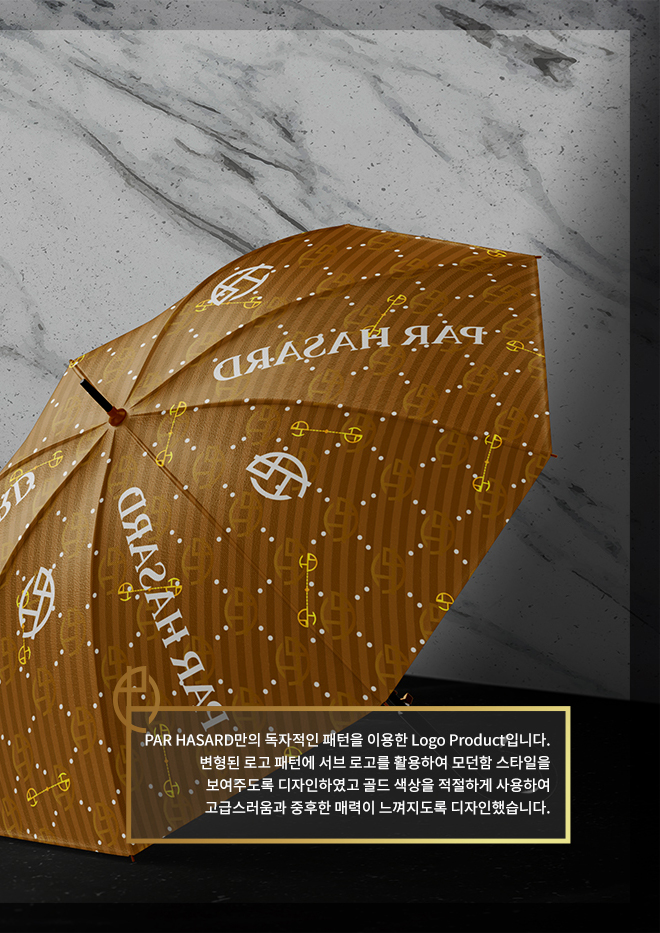 PAR HASARD
PAR HASARD
PAR HASARD만의 독자적인 패턴을 이용한 Logo Product입니다.
변형된 로고 패턴에 서브 로고를 활용하여 모던함 스타일을
보여주도록 디자인하였고 골드 색상을 적절하게 사용하여
고급스러움과 중후한 매력이 느껴지도록 디자인했습니다.